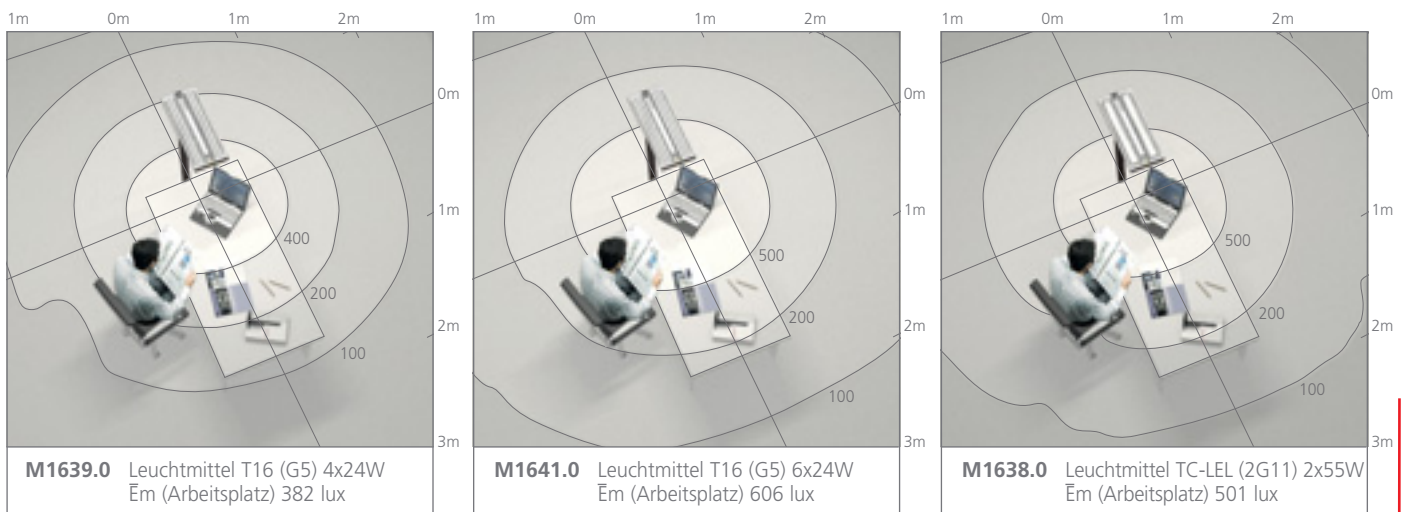 1m 0m 1m 2m
0m
1m
2m
3m
400
200
100
M1639.0 Leuchtmittel T16 (G5) 4x24W
Ēm (Arbeitsplatz) 382 lux
1m 0m 1m 2m
0m
1m
2m
3m
500
200
100
M1641.0 Leuchtmittel T16 (G5) 6x24W
Ēm (Arbeitsplatz) 606 lux
1m 0m 1m 2m
0m
1m
2m
3m
500
200
100
M1638.0 Leuchtmittel TC-LEL (2G11) 2x55W
Ēm (Arbeitsplatz) 501 lux